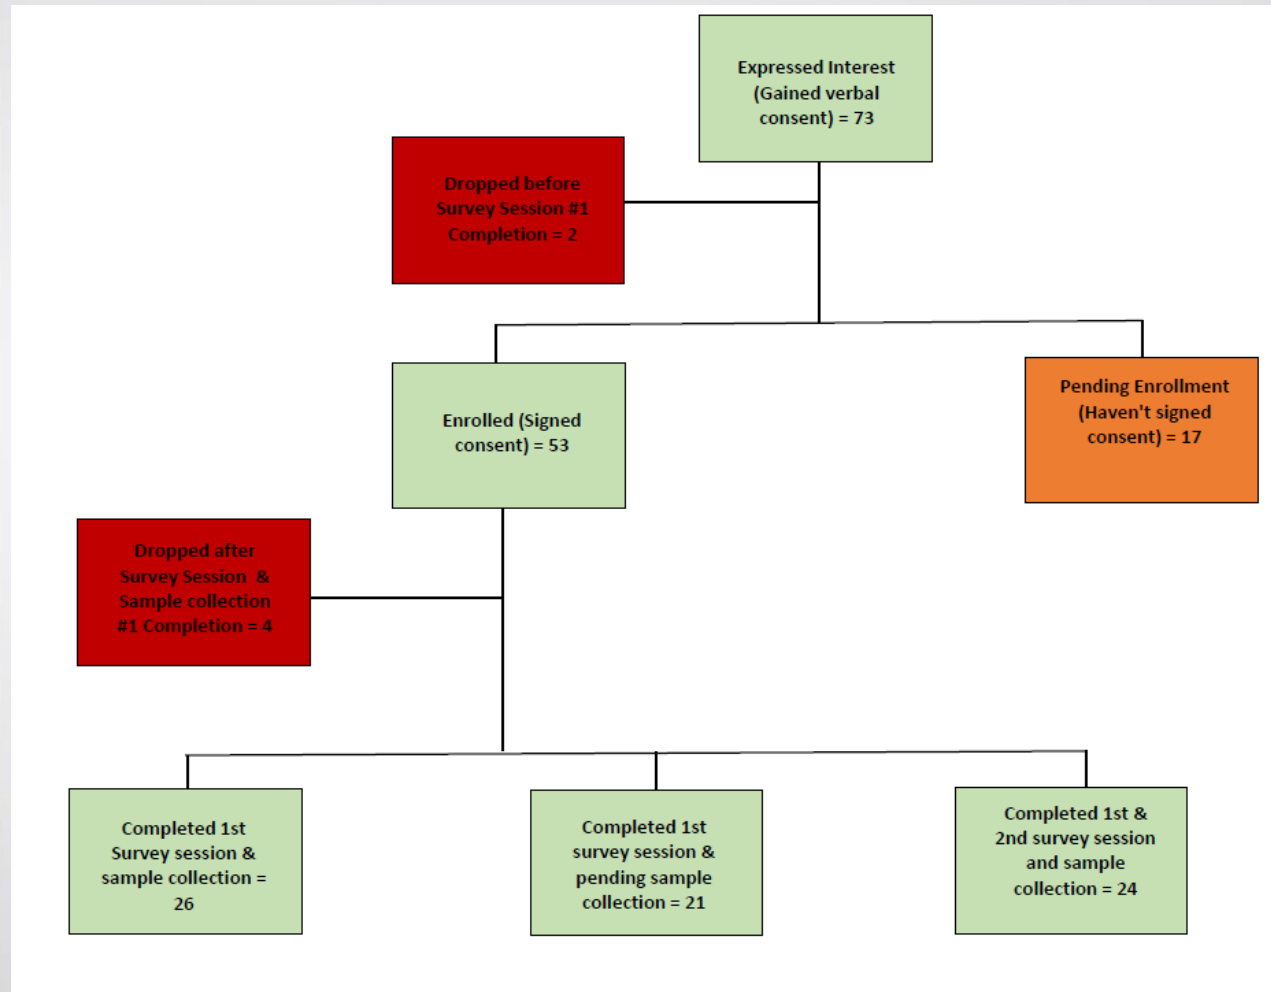 Expressed Interest
(Gained verbal
consent) = 73
Dropped before
Survey Session #1
Completion = 2
Enrolled (Signed
consent) = 53
Pending Enrollment
(Haven't signed
consent) = 17
Dropped after
Survey Session &
Sample collection
#1 Completion = 4
Completed 1st
Survey session &
sample collection =
26
Completed 1st
survey session &
pending sample
collection = 21
Completed 1st &
2nd survey session
and sample
collection = 24